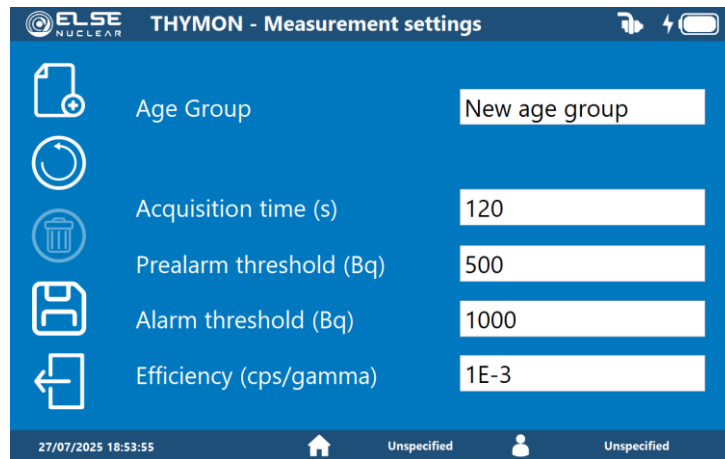 ELSE NUCLEAR THYMON - Measurement settings
Age Group New age group
Acquisition time (s) 120
Prealarm threshold (Bq) 500
Alarm threshold (Bq) 1000
Efficiency (cps/gamma) 1E-3
27/07/2025 18:53:55 Unspecified Unspecified